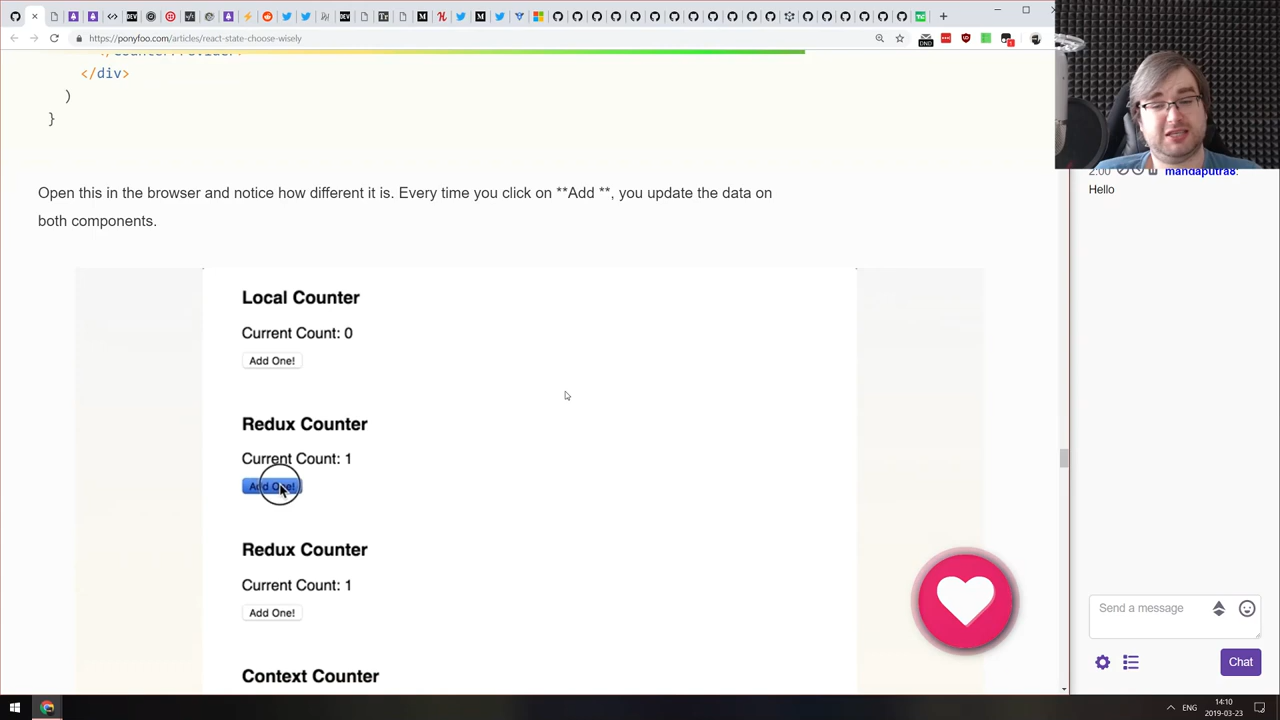 https://ponyfoo.com/articles/react-state-choose-wisely
</div>
)
}
Open this in the browser and notice how different it is. Every time you click on **Add **, you update the data on
both components.
Local Counter
Current Count: 0
Add One!
Redux Counter
Current Count: 1
Add One!
Redux Counter
Current Count: 1
Add One!
Context Counter
2:00 mandaputra8:
Hello
Send a message
Chat
ENG
14:10
2019-03-23